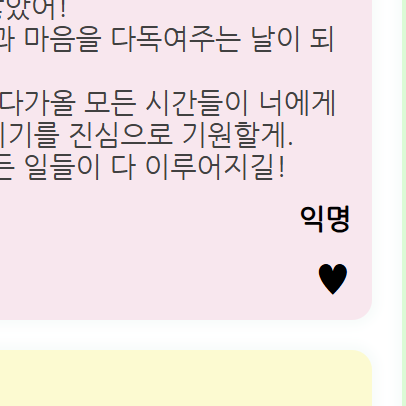 았어!
과 마음을 다독여주는 날이 되
다가올 모든 시간들이 너에게
기를 진심으로 기원할게.
든 일들이 다 이루어지길!
익명
♥